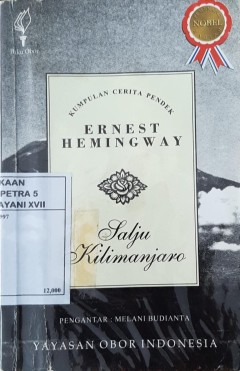 NOBEL
KUMPULAN CERITA PENDEK
ERNEST
HEMINGWAY
KAAN
PETRA 5
AYANI XVII
12,000
Salju
Kilimanjaro
PENGANTAR : MELANI BUDIANTA
YAYASAN OBOR INDONESIA